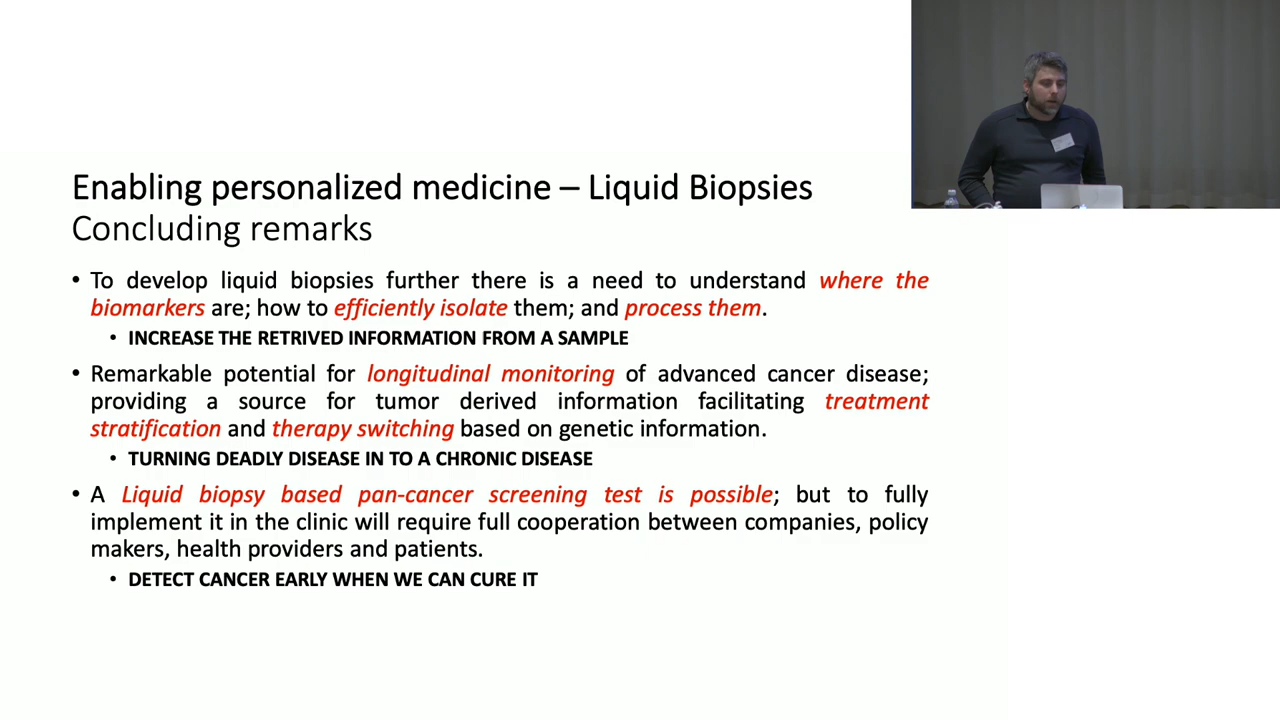 Enabling personalized medicine – Liquid Biopsies
Concluding remarks
• To develop liquid biopsies further there is a need to understand where the
biomarkers are; how to efficiently isolate them; and process them.
• INCREASE THE RETRIVED INFORMATION FROM A SAMPLE
• Remarkable potential for longitudinal monitoring of advanced cancer disease;
providing a source for tumor derived information facilitating treatment
stratification and therapy switching based on genetic information.
• TURNING DEADLY DISEASE IN TO A CHRONIC DISEASE
• A Liquid biopsy based pan-cancer screening test is possible; but to fully
implement it in the clinic will require full cooperation between companies, policy
makers, health providers and patients.
• DETECT CANCER EARLY WHEN WE CAN CURE IT